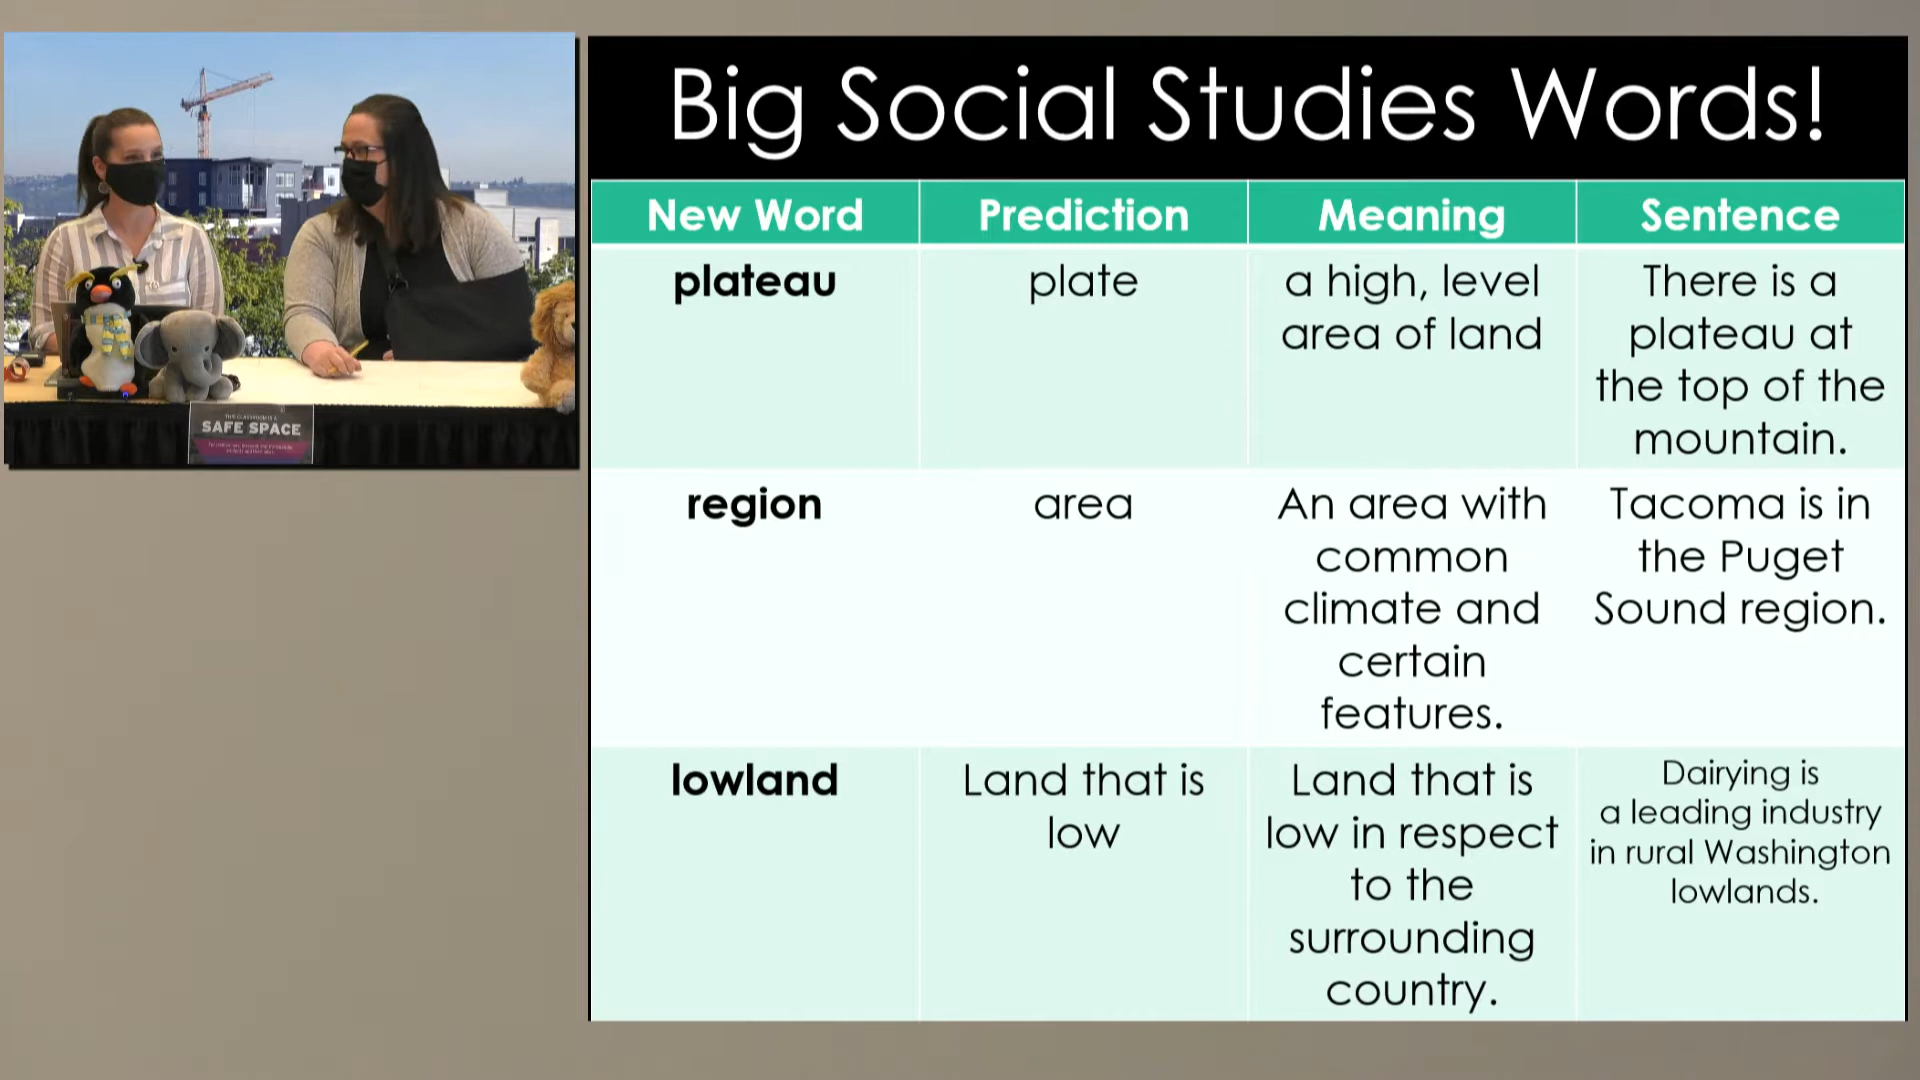 Big Social Studies Words!
New Word
Prediction
Meaning
Sentence
plateau
plate
a high, level
area of land
There is a
plateau at
the top of the
mountain.
region
area
An area with
common
climate and
certain
features.
Tacoma is in
the Puget
Sound region.
lowland
Land that is
low
Land that is
low in respect
to the
surrounding
country.
Dairying is
a leading industry
in rural Washington
lowlands.
THIS CLASSROOM IS A
SAFE SPACE